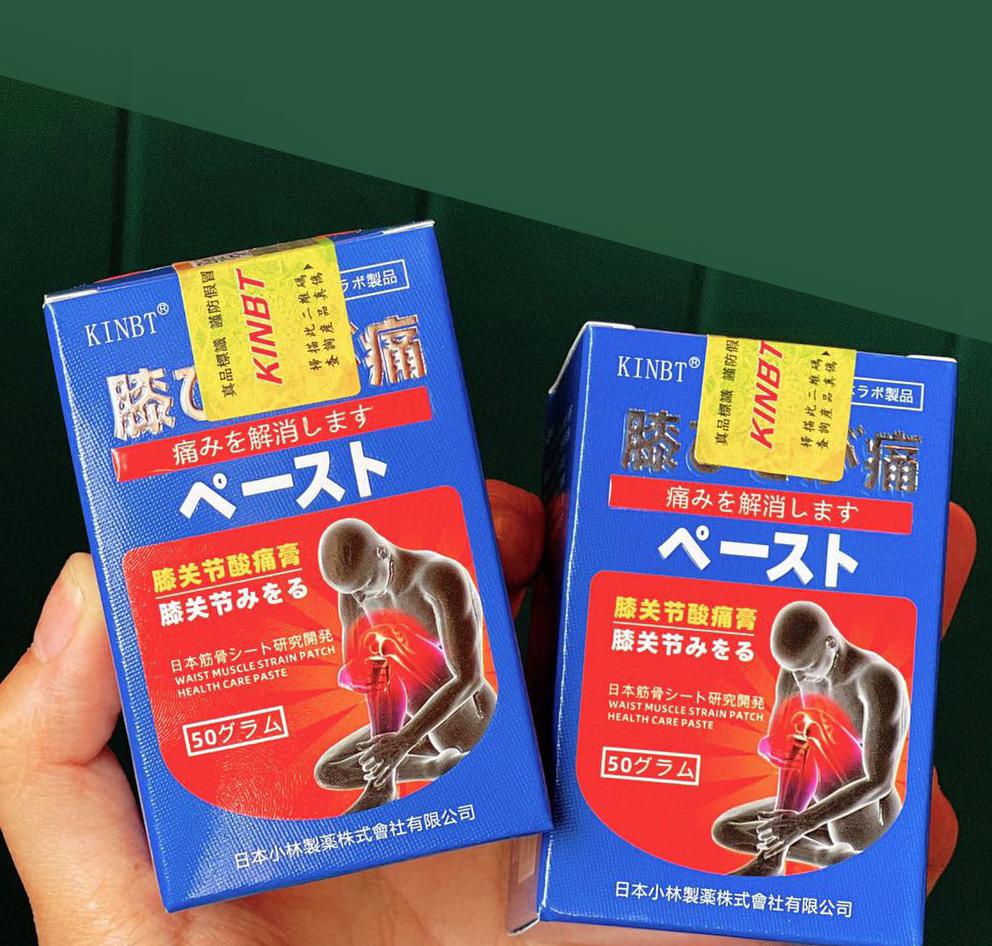 KINBT®
ラボ製品
真品標識 謹防假冒
KINBT
掃描此二維碼
查詢產品真僞
膝ひ
痛
痛みを解消します
ペースト
膝关节酸痛膏
膝关节みをる
日本筋骨シート研究開発
WAIST MUSCLE STRAIN PATCH
HEALTH CARE PASTE
50グラム
日本小林製薬株式會社有限公司
KINBT®
ラボ製品
真品標識 謹防假
KINBT
掃描此二維碼
查詢產品真僞
膝ひ
痛
痛みを解消します
ペースト
膝关节酸痛膏
膝关节みをる
日本筋骨シート研究開発
WAIST MUSCLE STRAIN PATCH
HEALTH CARE PASTE
50グラム
日本小林製薬株式會社有限公司